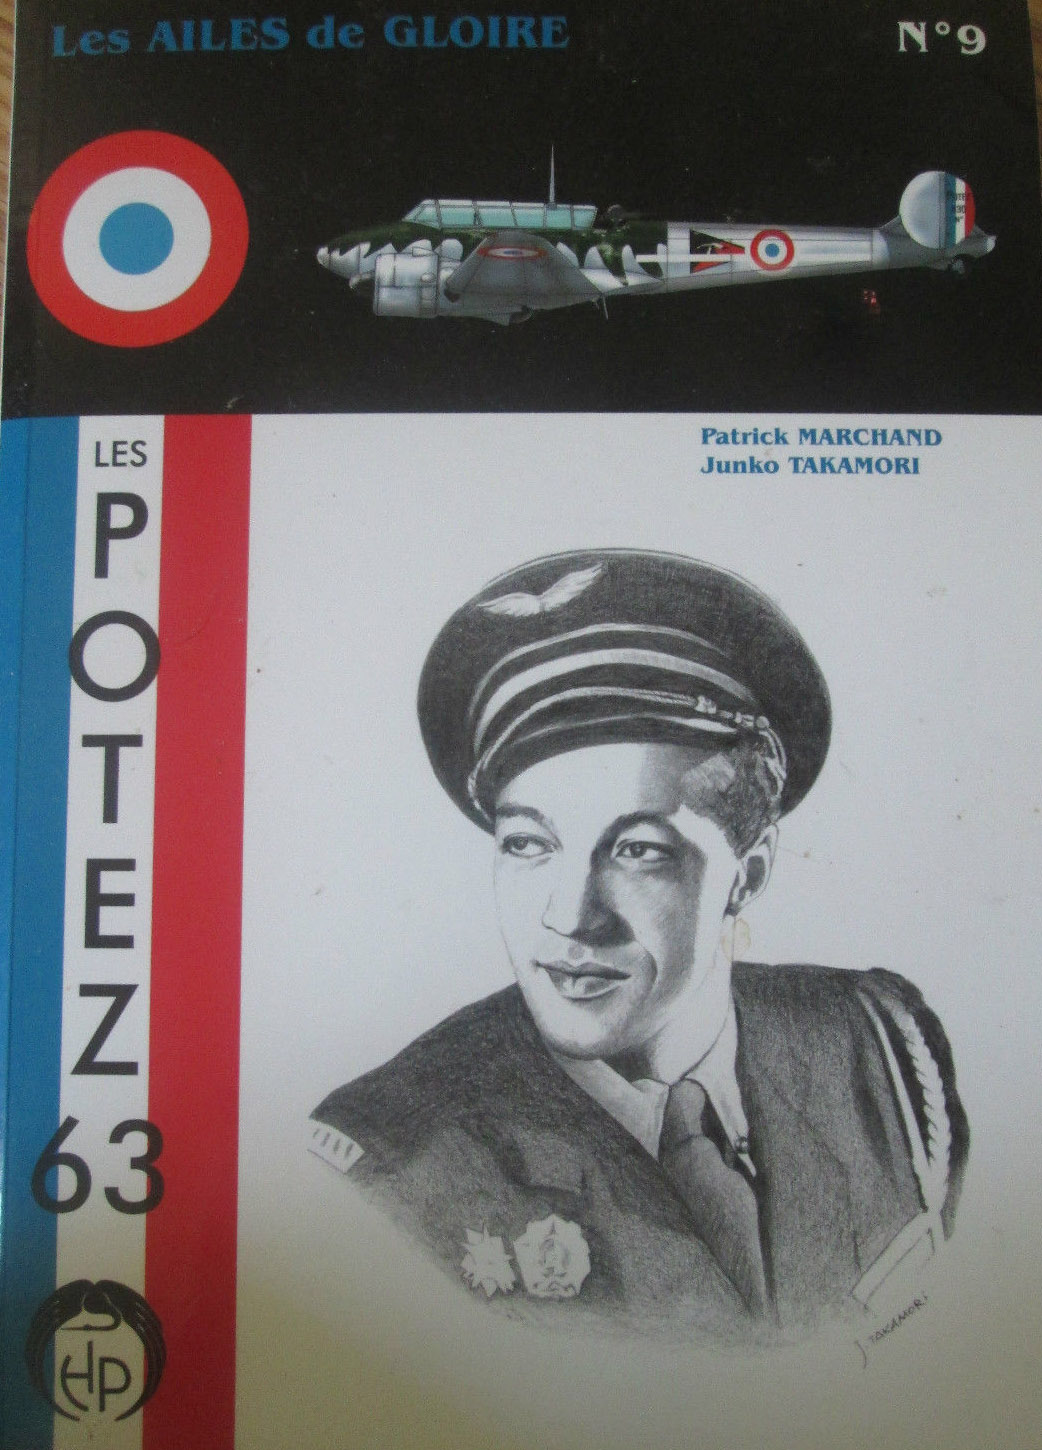 Les AILES de GLOIRE
N°9
Patrick MARCHAND
Junko TAKAMORI
LES
POTEZ
63
HP
J. TAKAMORI